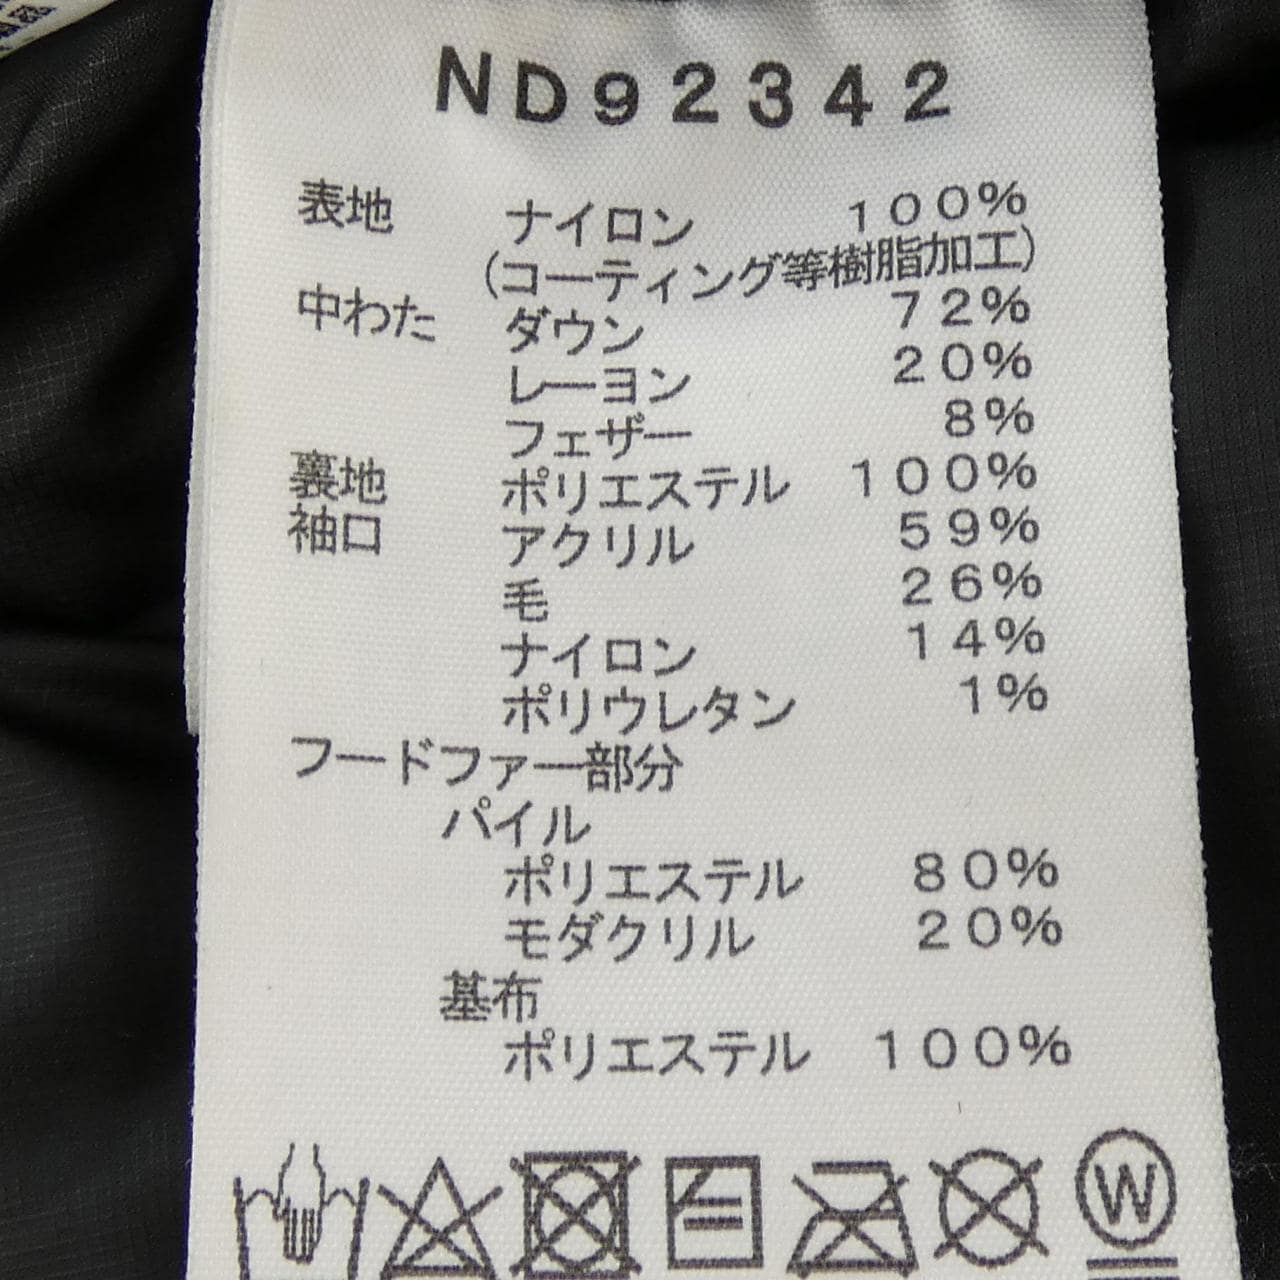 ND92342
表地 ナイロン 100%
(コーティング等樹脂加工)
中わた ダウン 72%
レーヨン 20%
フェザー 8%
裏地 ポリエステル 100%
袖口 アクリル 59%
毛 26%
ナイロン 14%
ポリウレタン 1%
フードファー部分
パイル
ポリエステル 80%
モダクリル 20%
基布
ポリエステル 100%
W